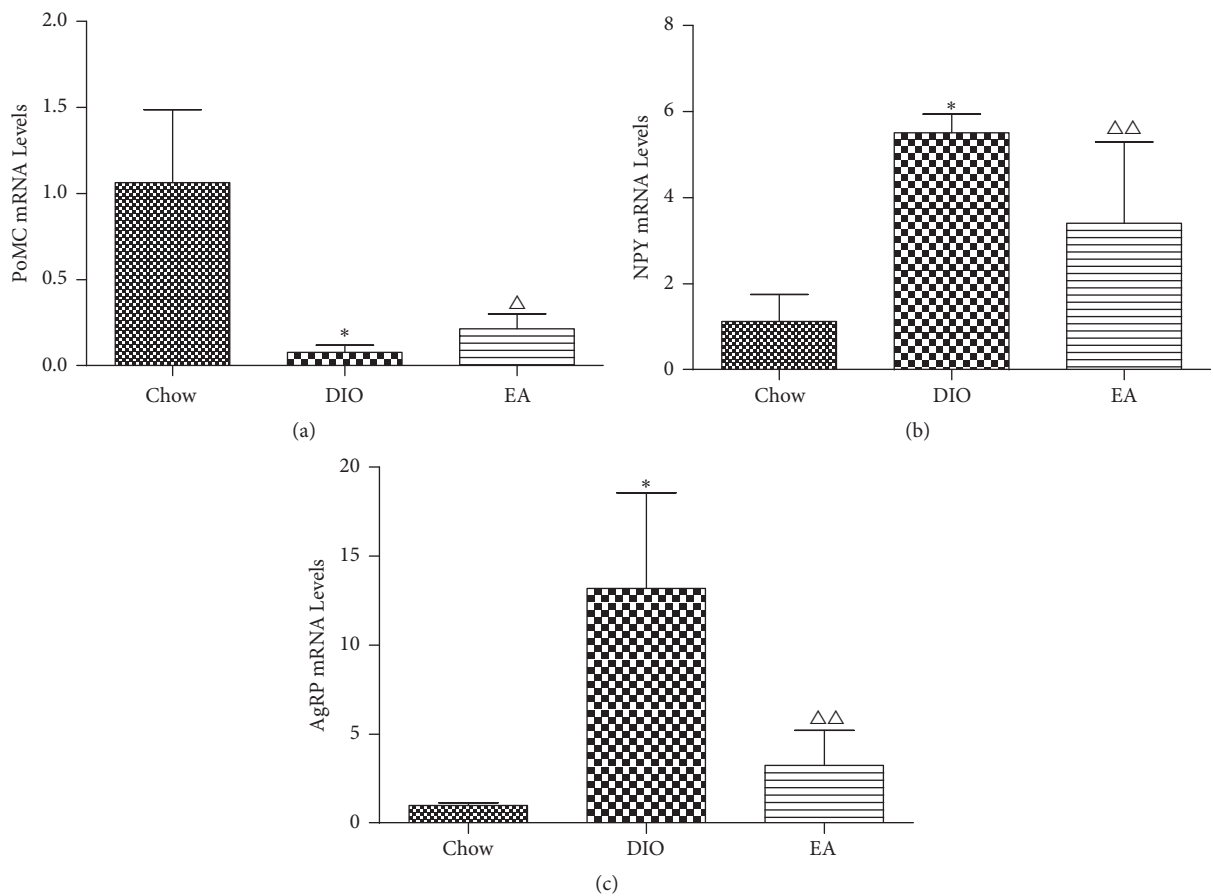 2.0
1.5
1.0
0.5
0.0
PoMC mRNA Levels
*
△
Chow DIO EA
(a)
8
6
4
2
0
NPY mRNA Levels
*
△△
Chow DIO EA
(b)
20
15
10
5
0
AgRP mRNA Levels
*
△△
Chow DIO EA
(c)